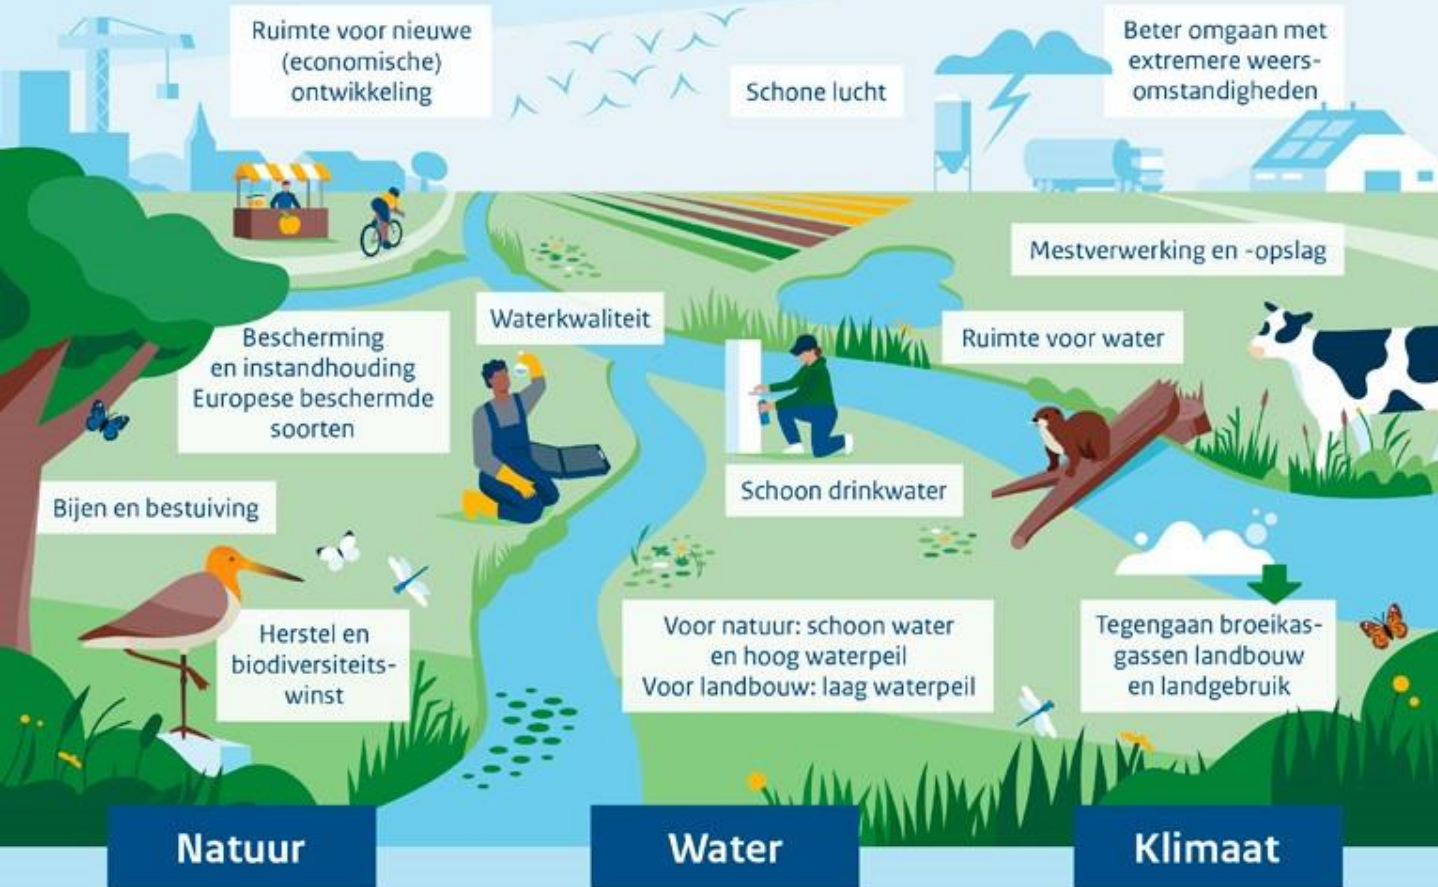 Ruimte voor nieuwe
(economische)
ontwikkeling
Schone lucht
Beter omgaan met
extremere weers-
omstandigheden
Mestverwerking en -opslag
Waterkwaliteit
Ruimte voor water
Bescherming
en instandhouding
Europese beschermde
soorten
Schoon drinkwater
Bijen en bestuiving
Herstel en
biodiversiteits-
winst
Voor natuur: schoon water
en hoog waterpeil
Voor landbouw: laag waterpeil
Tegengaan broeikas-
gassen landbouw
en landgebruik
Natuur
Water
Klimaat